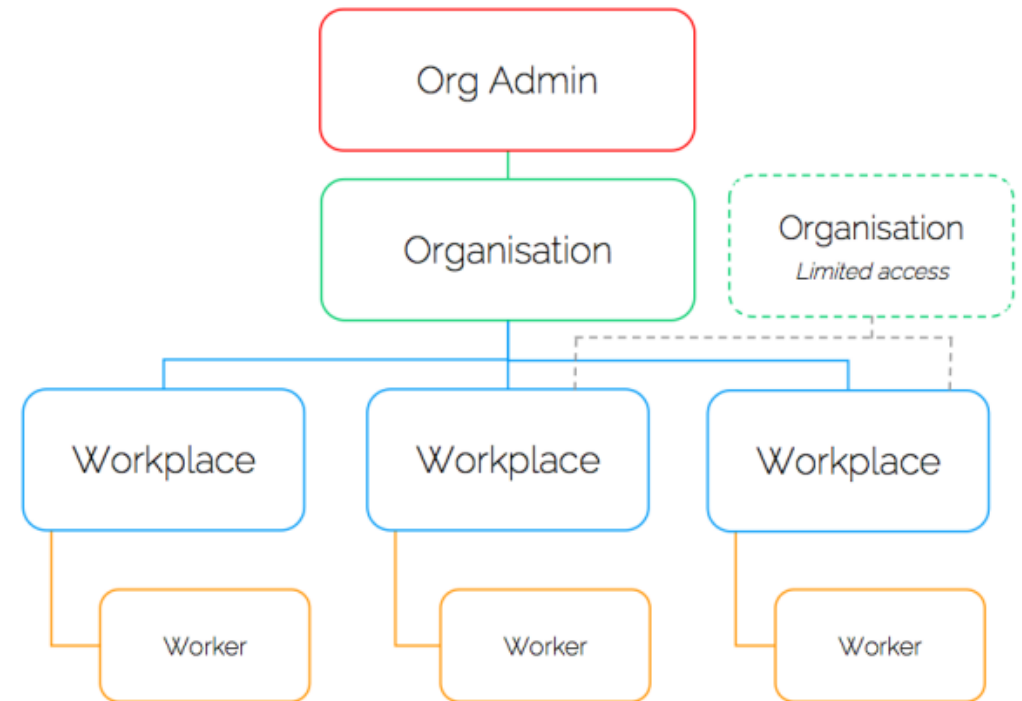 Org Admin
Organisation
Organisation
Limited access
Workplace
Workplace
Workplace
Worker
Worker
Worker